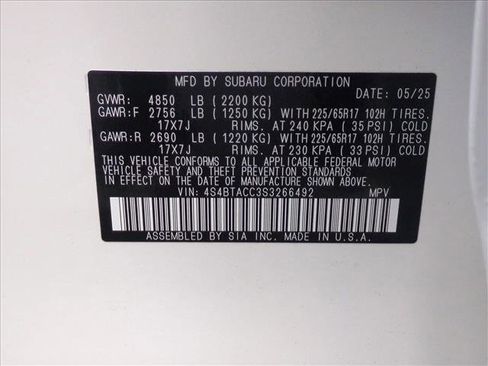 MFD BY SUBARU CORPORATION
DATE: 05/25
GVWR: 4850 LB (2200 KG)
GAWR:F 2756 LB (1250 KG) WITH 225/65R17 102H TIRES.
17X7J RIMS. AT 240 KPA (35 PSI) COLD
GAWR:R 2690 LB (1220 KG) WITH 225/65R17 102H TIRES.
17X7J RIMS. AT 230 KPA (33 PSI) COLD
THIS VEHICLE CONFORMS TO ALL APPLICABLE FEDERAL MOTOR
VEHICLE SAFETY AND THEFT PREVENTION STANDARDS IN EFFECT
ON THE DATE OF MANUFACTURE SHOWN ABOVE.
VIN: 4S4BTACC3S3266492 MPV
ASSEMBLED BY SIA INC. MADE IN U.S.A.